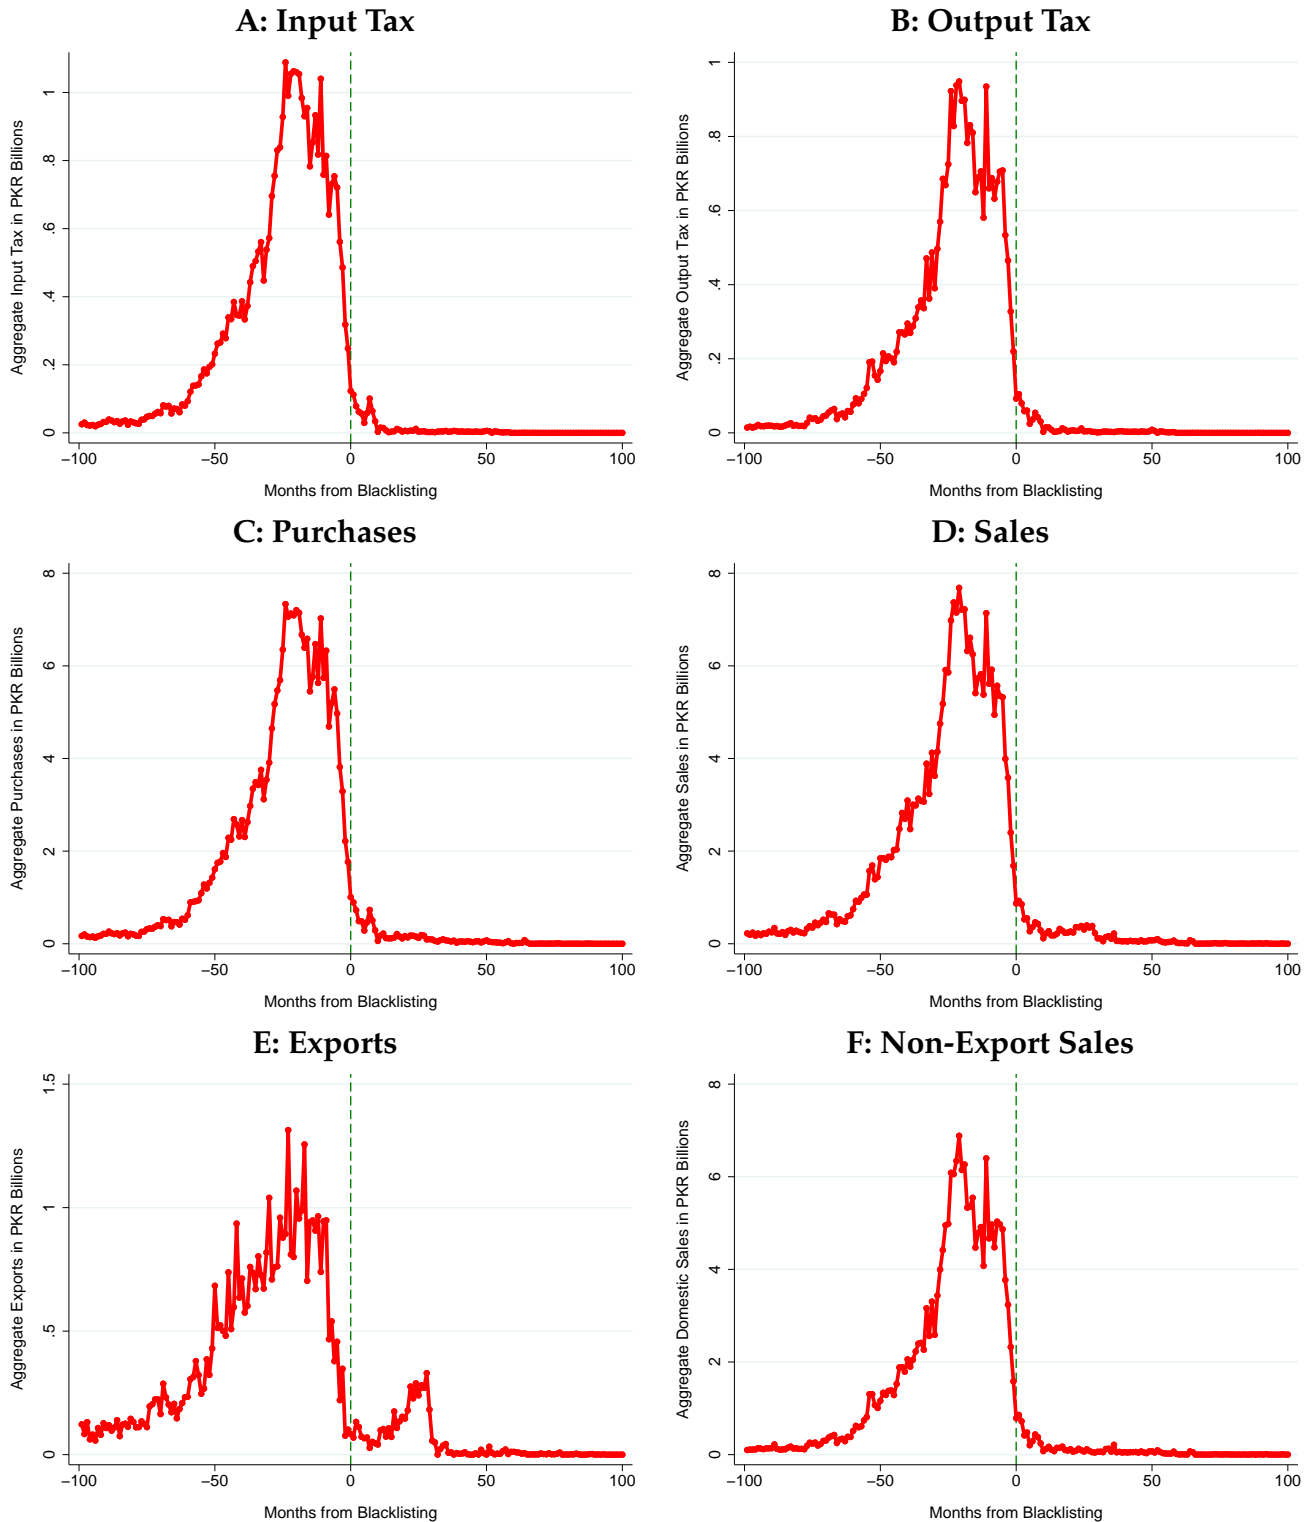 A: Input Tax
Aggregate Input Tax in PKR Billions
0 .2 .4 .6 .8 1
−100 −50 0 50 100
Months from Blacklisting
B: Output Tax
Aggregate Output Tax in PKR Billions
0 .2 .4 .6 .8 1
−100 −50 0 50 100
Months from Blacklisting
C: Purchases
Aggregate Purchases in PKR Billions
0 2 4 6 8
−100 −50 0 50 100
Months from Blacklisting
D: Sales
Aggregate Sales in PKR Billions
0 2 4 6 8
−100 −50 0 50 100
Months from Blacklisting
E: Exports
Aggregate Exports in PKR Billions
0 .5 1 1.5
−100 −50 0 50 100
Months from Blacklisting
F: Non-Export Sales
Aggregate Domestic Sales in PKR Billions
0 2 4 6 8
−100 −50 0 50 100
Months from Blacklisting